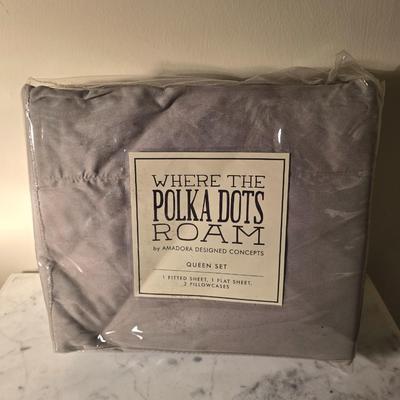 WHERE THE
POLKA DOTS
ROAM
by AMADORA DESIGNED CONCEPTS
QUEEN SET
1 FITTED SHEET, 1 FLAT SHEET,
2 PILLOWCASES